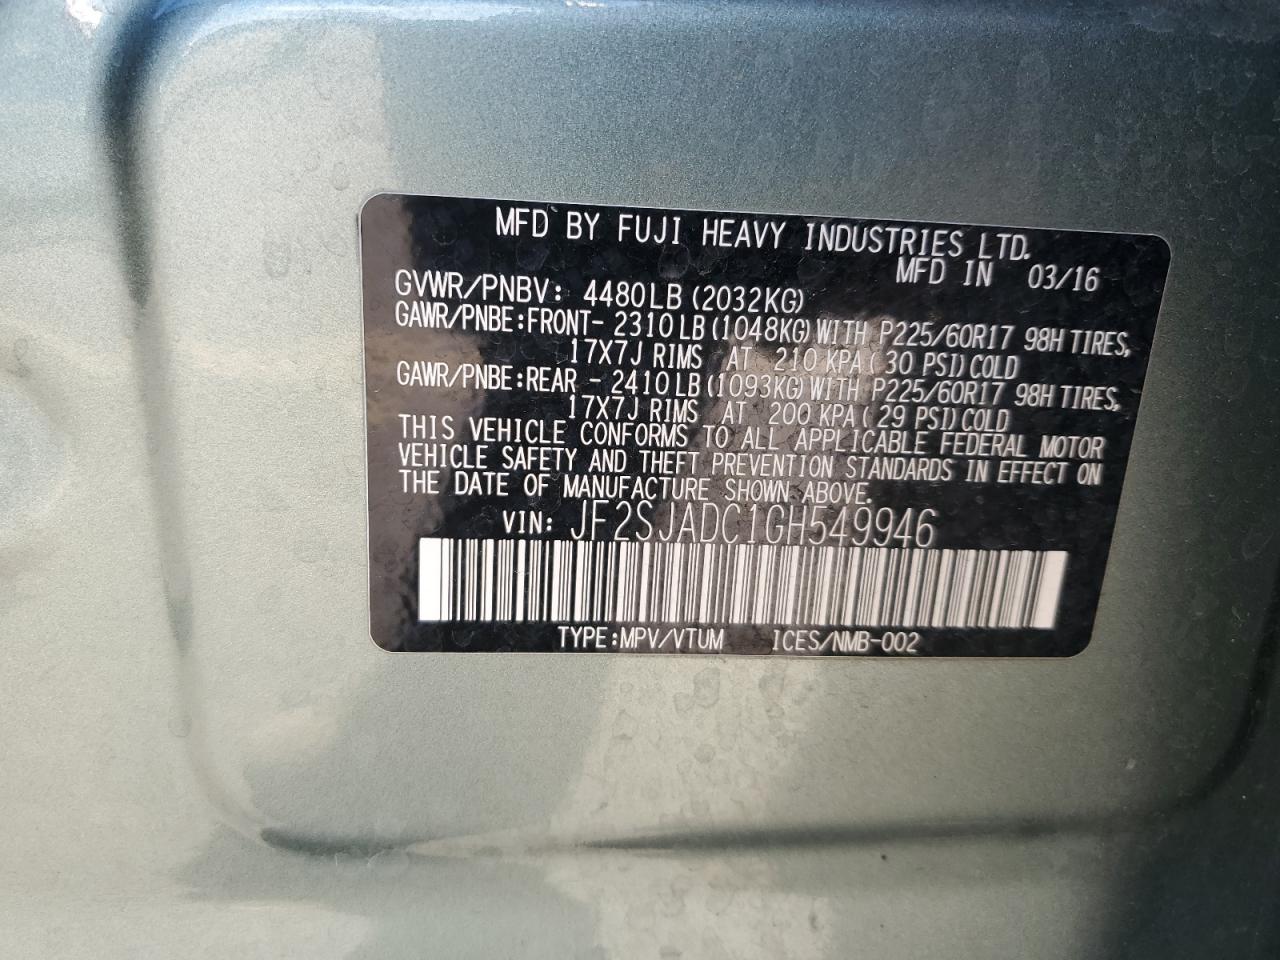 MFD BY FUJI HEAVY INDUSTRIES LTD.
MFD IN 03/16
GVWR/PNBV: 4480LB (2032KG)
GAWR/PNBE:FRONT- 2310LB (1048KG) WITH P225/60R17 98H TIRES,
17X7J RIMS AT 210 KPA (30 PSI) COLD
GAWR/PNBE:REAR - 2410LB (1093KG) WITH P225/60R17 98H TIRES,
17X7J RIMS AT 200 KPA (29 PSI) COLD
THIS VEHICLE CONFORMS TO ALL APPLICABLE FEDERAL MOTOR
VEHICLE SAFETY AND THEFT PREVENTION STANDARDS IN EFFECT ON
THE DATE OF MANUFACTURE SHOWN ABOVE.
VIN: JF2SJADC1GH549946
TYPE:MPV/VTUM ICES/NMB-002